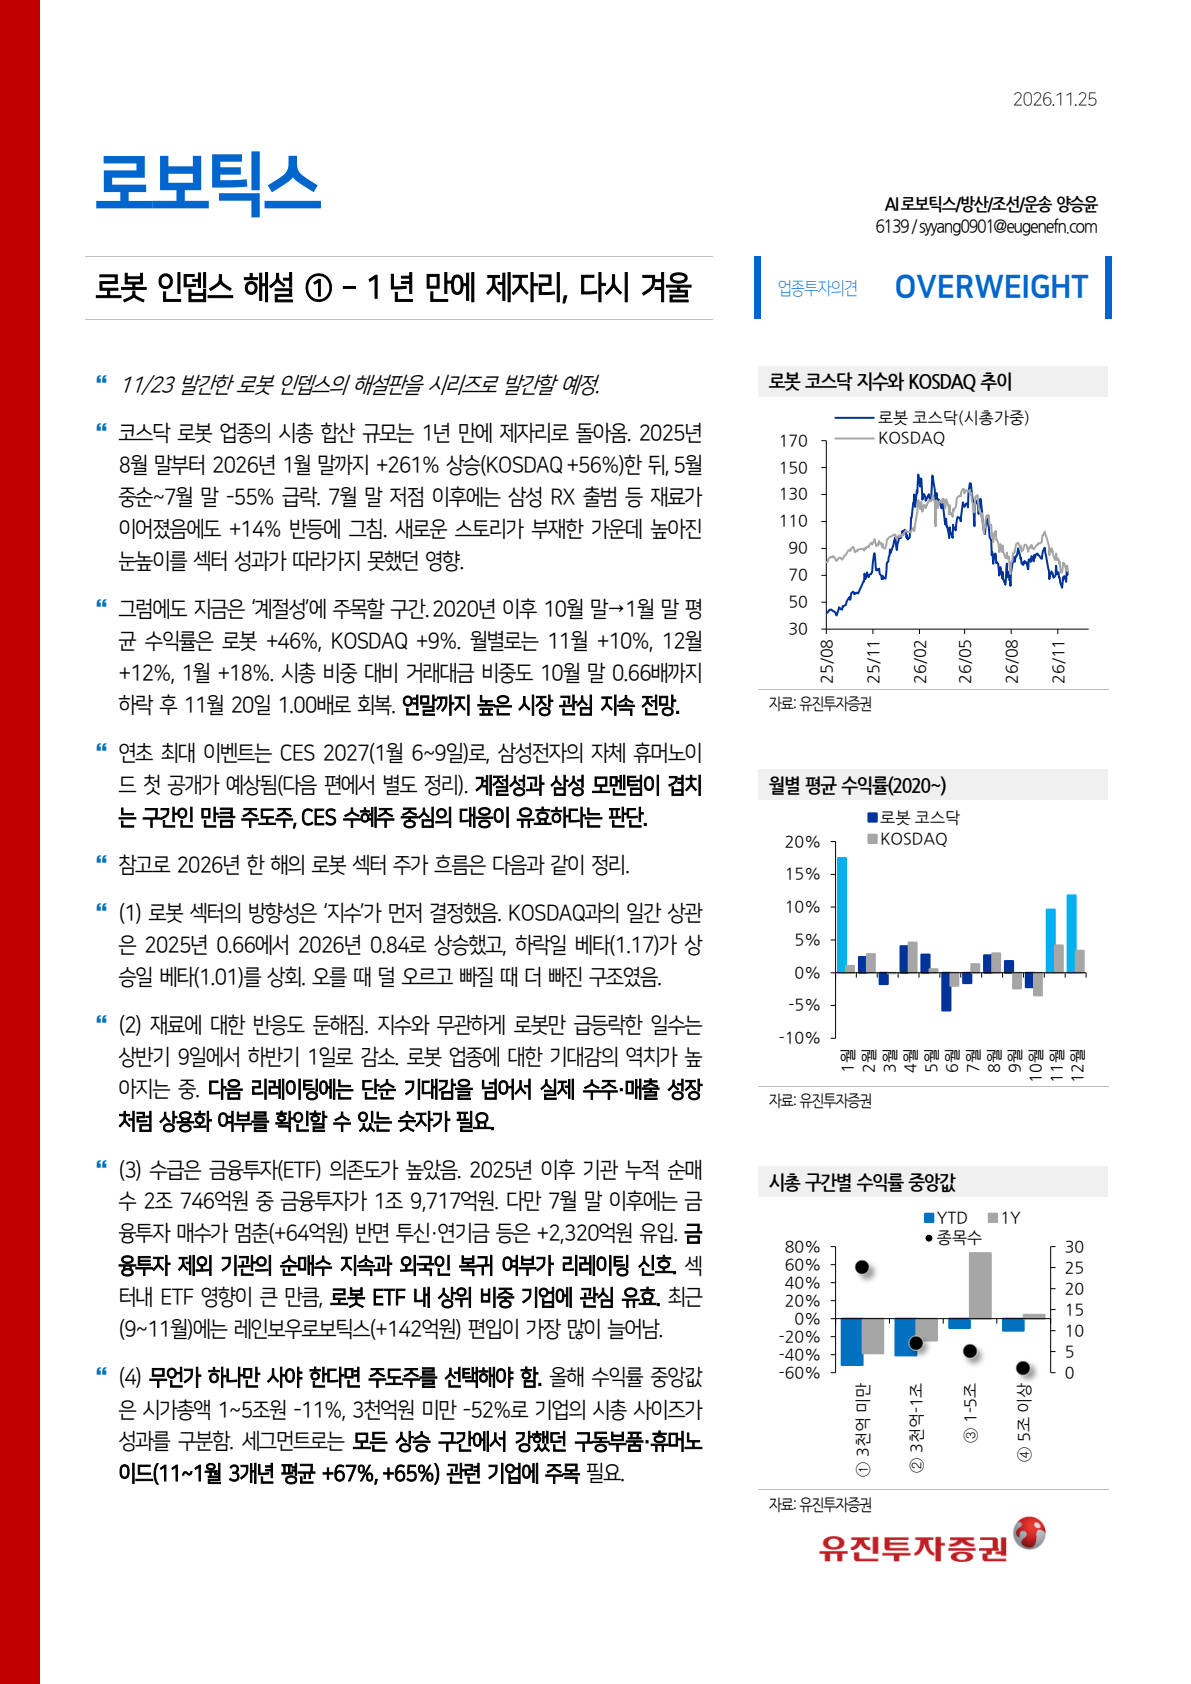 2026.11.25
로보틱스
AI 로보틱스/방산/조선/운송 양승윤
6139 / syyang0901@eugenefn.com
로봇 인뎁스 해설 ① – 1년 만에 제자리, 다시 겨울
업종투자의견 OVERWEIGHT
“ 11/23 발간한 로봇 인뎁스의 해설판을 시리즈로 발간할 예정.
“ 코스닥 로봇 업종의 시총 합산 규모는 1년 만에 제자리로 돌아옴. 2025년
8월 말부터 2026년 1월 말까지 +261% 상승(KOSDAQ +56%)한 뒤, 5월
중순~7월 말 -55% 급락. 7월 말 저점 이후에는 삼성 RX 출범 등 재료가
이어졌음에도 +14% 반등에 그침. 새로운 스토리가 부재한 가운데 높아진
눈높이를 섹터 성과가 따라가지 못했던 영향.
“ 그럼에도 지금은 ‘계절성’에 주목할 구간. 2020년 이후 10월 말→1월 말 평
균 수익률은 로봇 +46%, KOSDAQ +9%. 월별로는 11월 +10%, 12월
+12%, 1월 +18%. 시총 비중 대비 거래대금 비중도 10월 말 0.66배까지
하락 후 11월 20일 1.00배로 회복. 연말까지 높은 시장 관심 지속 전망.
“ 연초 최대 이벤트는 CES 2027(1월 6~9일)로, 삼성전자의 자체 휴머노이
드 첫 공개가 예상됨(다음 편에서 별도 정리). 계절성과 삼성 모멘텀이 겹치
는 구간인 만큼 주도주, CES 수혜주 중심의 대응이 유효하다는 판단.
“ 참고로 2026년 한 해의 로봇 섹터 주가 흐름은 다음과 같이 정리.
“ (1) 로봇 섹터의 방향성은 ‘지수’가 먼저 결정했음. KOSDAQ과의 일간 상관
은 2025년 0.66에서 2026년 0.84로 상승했고, 하락일 베타(1.17)가 상
승일 베타(1.01)를 상회. 오를 때 덜 오르고 빠질 때 더 빠진 구조였음.
“ (2) 재료에 대한 반응도 둔해짐. 지수와 무관하게 로봇만 급등락한 일수는
상반기 9일에서 하반기 1일로 감소. 로봇 업종에 대한 기대감의 역치가 높
아지는 중. 다음 리레이팅에는 단순 기대감을 넘어서 실제 수주·매출 성장
처럼 상용화 여부를 확인할 수 있는 숫자가 필요.
“ (3) 수급은 금융투자(ETF) 의존도가 높았음. 2025년 이후 기관 누적 순매
수 2조 746억원 중 금융투자가 1조 9,717억원. 다만 7월 말 이후에는 금
융투자 매수가 멈춘(+64억원) 반면 투신·연기금 등은 +2,320억원 유입. 금
융투자 제외 기관의 순매수 지속과 외국인 복귀 여부가 리레이팅 신호. 섹
터내 ETF 영향이 큰 만큼, 로봇 ETF 내 상위 비중 기업에 관심 유효. 최근
(9~11월)에는 레인보우로보틱스(+142억원) 편입이 가장 많이 늘어남.
“ (4) 무언가 하나만 사야 한다면 주도주를 선택해야 함. 올해 수익률 중앙값
은 시가총액 1~5조원 -11%, 3천억원 미만 -52%로 기업의 시총 사이즈가
성과를 구분함. 세그먼트로는 모든 상승 구간에서 강했던 구동부품·휴머노
이드(11~1월 3개년 평균 +67%, +65%) 관련 기업에 주목 필요.
로봇 코스닥 지수와 KOSDAQ 추이
로봇 코스닥(시총가중)
KOSDAQ
170
150
130
110
90
70
50
30
25/08 25/11 26/02 26/05 26/08 26/11
자료: 유진투자증권
월별 평균 수익률(2020~)
로봇 코스닥
KOSDAQ
20%
15%
10%
5%
0%
-5%
-10%
1월 2월 3월 4월 5월 6월 7월 8월 9월 10월 11월 12월
자료: 유진투자증권
시총 구간별 수익률 중앙값
YTD 1Y
종목수
80% 30
60% 25
40% 20
20% 15
0% 10
-20% 5
-40% 0
-60%
① 3천억 미만 ② 3천억-1조 ③ 1-5조 ④ 5조 이상
자료: 유진투자증권
유진투자증권